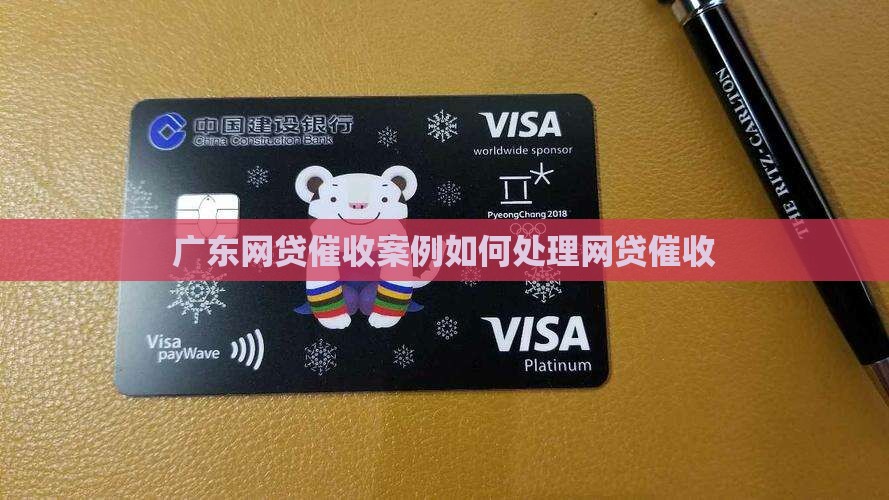 中国建设银行
China Construction Bank
VISA
worldwide sponsor
PyeongChang 2018
广东网贷催收案例如何处理网贷催收
Visa
payWave
VISA
Platinum
THE RITZ-CARLTON